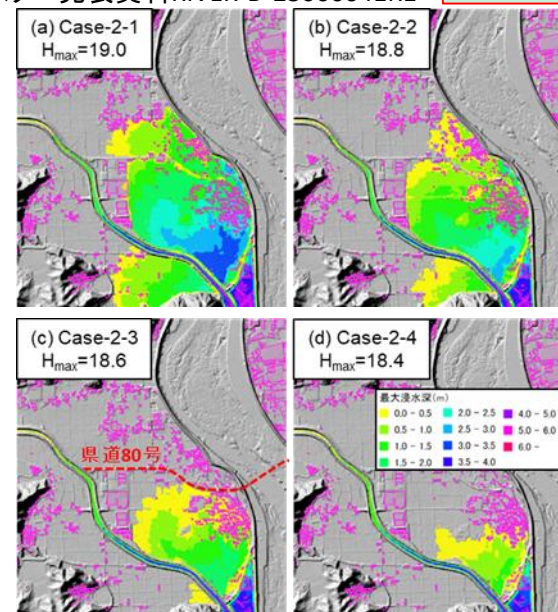 (a) Case-2-1
Hmax=19.0
(b) Case-2-2
Hmax=18.8
(c) Case-2-3
Hmax=18.6
県道80号
(d) Case-2-4
Hmax=18.4
最大浸水深(m)
0.0 - 0.5
0.5 - 1.0
1.0 - 1.5
1.5 - 2.0
2.0 - 2.5
2.5 - 3.0
3.0 - 3.5
3.5 - 4.0
4.0 - 5.0
5.0 - 6.0
6.0 -